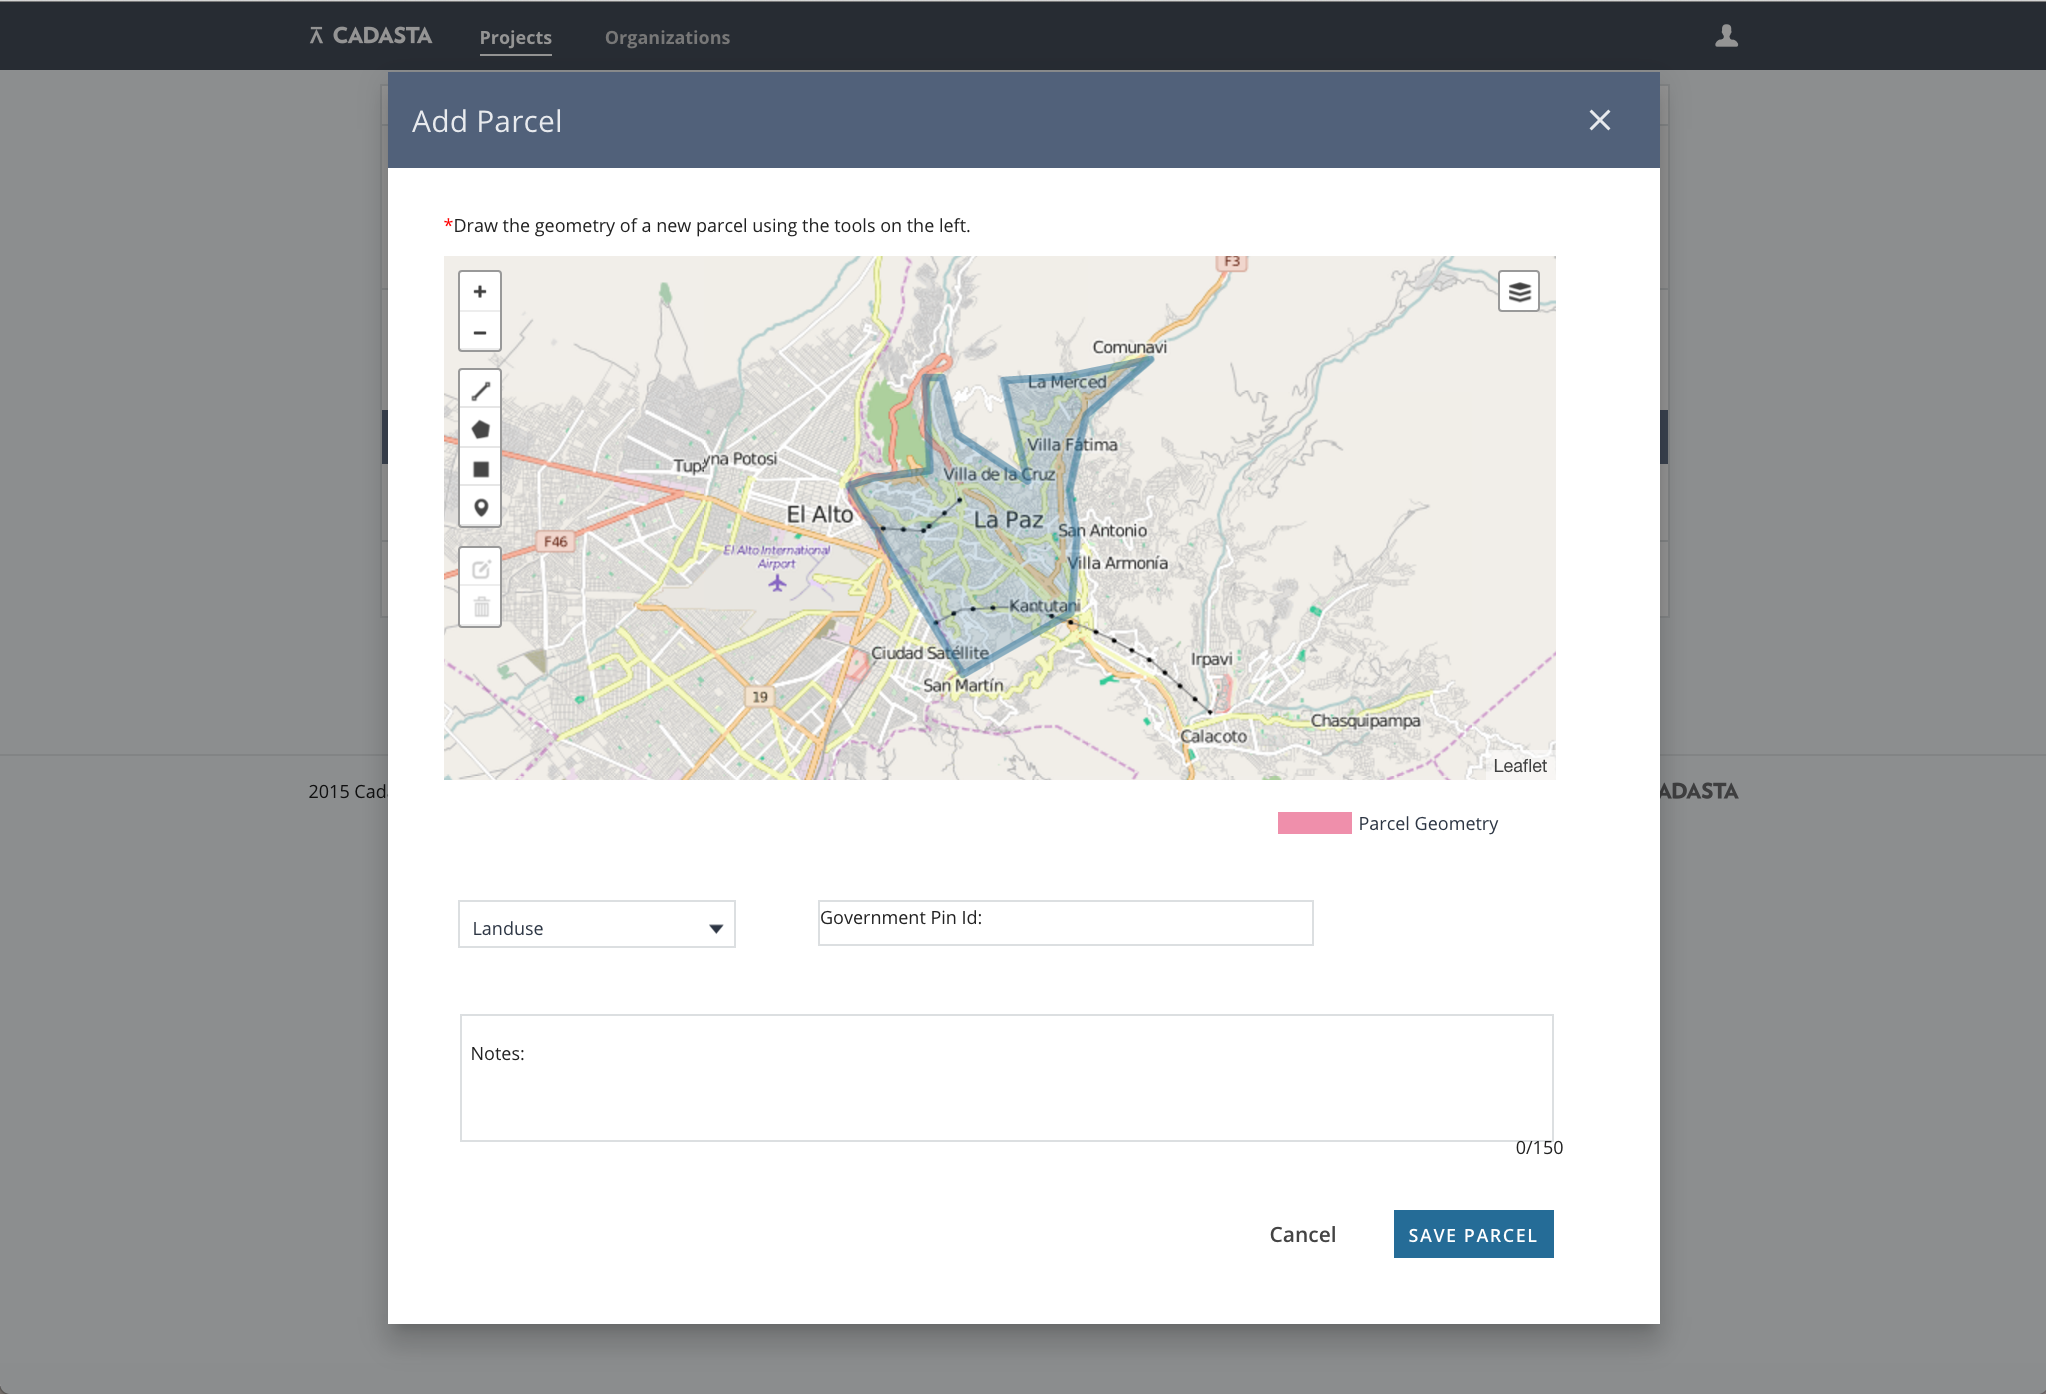 CADASTA
Projects
Organizations
Add Parcel
*Draw the geometry of a new parcel using the tools on the left.
+
−
F3
Comunavi
La Merced
Villa Fátima
Tup
yna Potosi
Villa de la Cruz
El Alto
La Paz
San Antonio
F46
El Alto International
Airport
Villa Armonía
Kantutani
Ciudad Satélite
Irpavi
San Martín
19
Chasquipampa
Calacoto
Leaflet
2015 Cad
ADASTA
Parcel Geometry
Landuse
Government Pin Id:
Notes:
0/150
Cancel
SAVE PARCEL